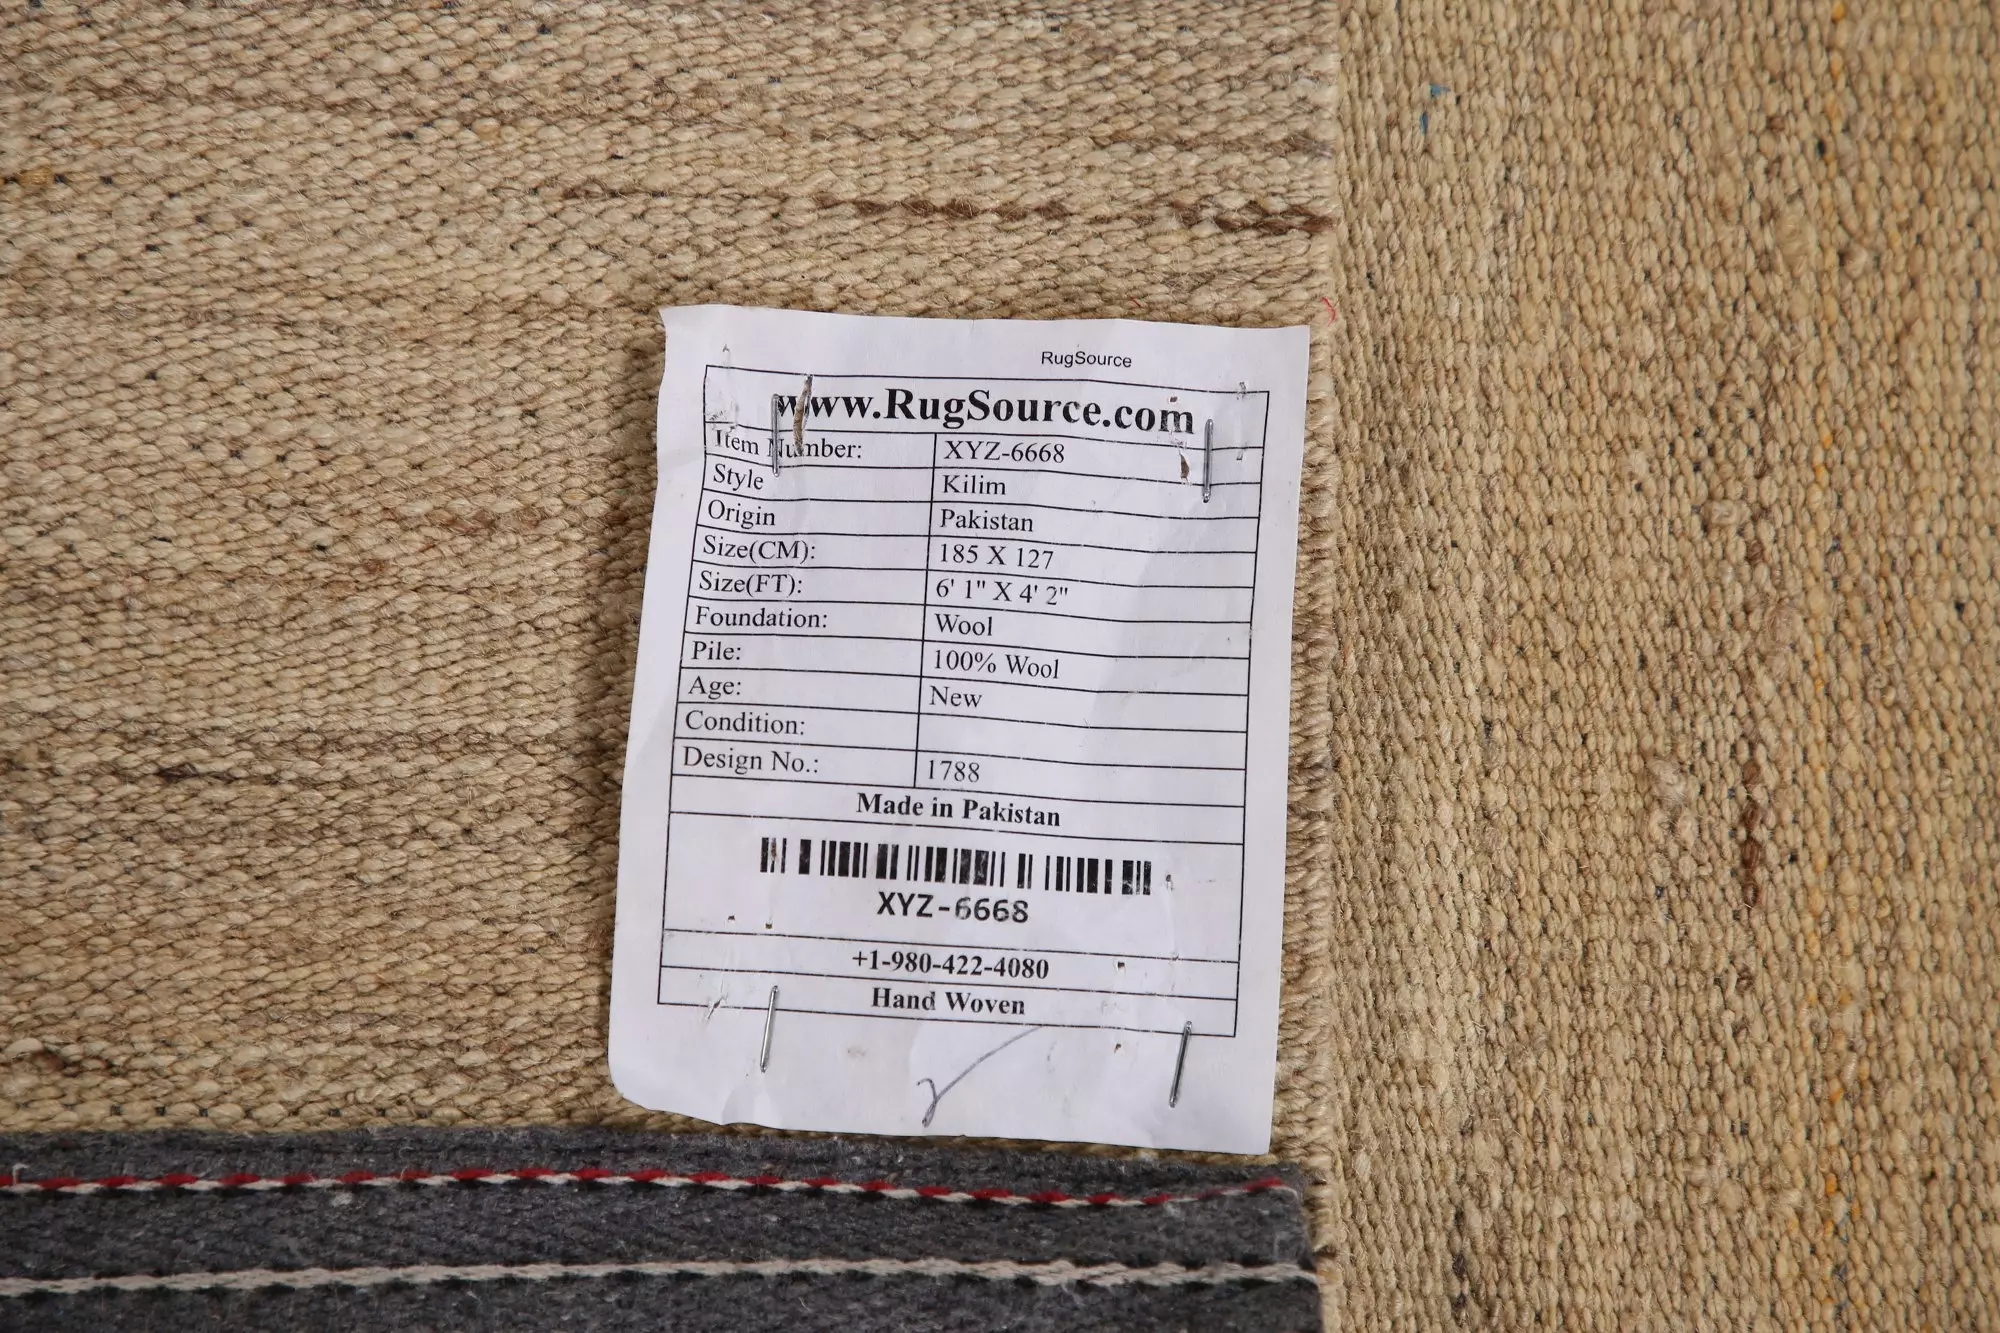 RugSource
www.RugSource.com
Item Number: XYZ-6668
Style Kilim
Origin Pakistan
Size(CM): 185 X 127
Size(FT): 6' 1" X 4' 2"
Foundation: Wool
Pile: 100% Wool
Age: New
Condition:
Design No.: 1788
Made in Pakistan
XYZ-6668
+1-980-422-4080
Hand Woven